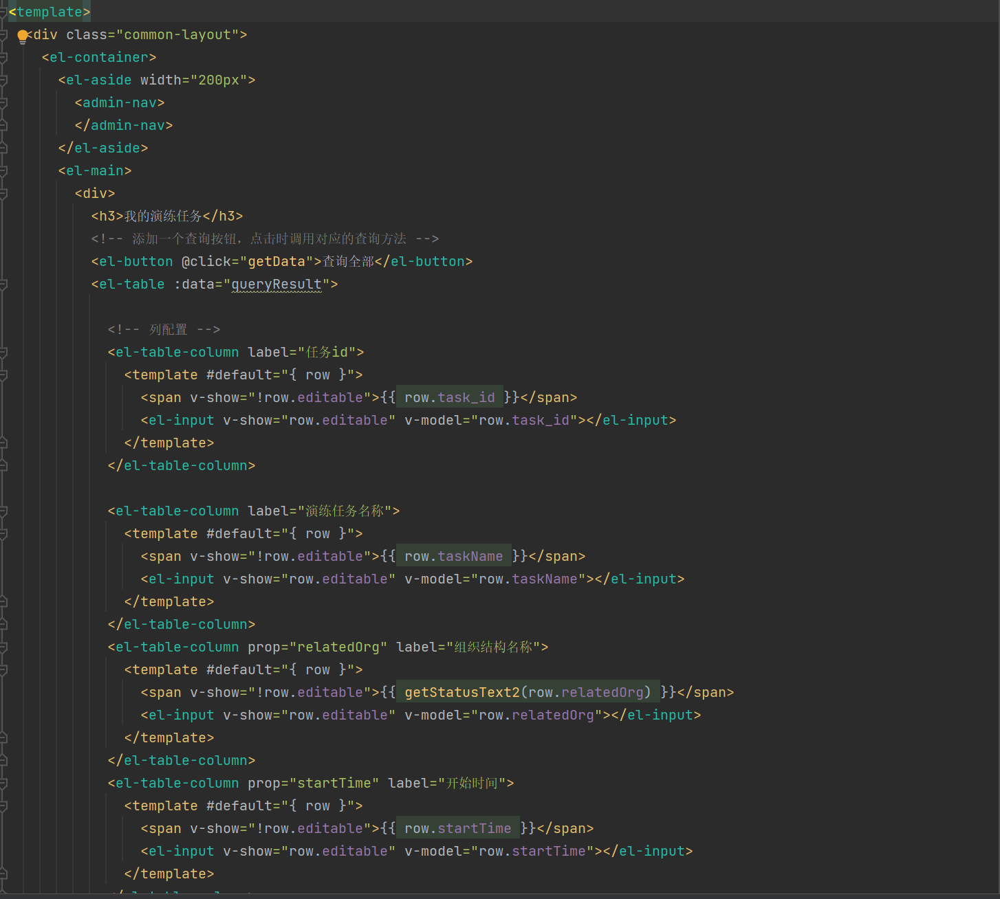 <template>
<div class="common-layout">
<el-container>
<el-aside width="200px">
<admin-nav>
</admin-nav>
</el-aside>
<el-main>
<div>
<h3>我的演练任务</h3>
<!-- 添加一个查询按钮，点击时调用对应的查询方法 -->
<el-button @click="getData">查询全部</el-button>
<el-table :data="queryResult">
<!-- 列配置 -->
<el-table-column label="任务id">
<template #default="{ row }">
<span v-show="!row.editable">{{ row.task_id }}</span>
<el-input v-show="row.editable" v-model="row.task_id"></el-input>
</template>
</el-table-column>
<el-table-column label="演练任务名称">
<template #default="{ row }">
<span v-show="!row.editable">{{ row.taskName }}</span>
<el-input v-show="row.editable" v-model="row.taskName"></el-input>
</template>
</el-table-column>
<el-table-column prop="relatedOrg" label="组织结构名称">
<template #default="{ row }">
<span v-show="!row.editable">{{ getStatusText2(row.relatedOrg) }}</span>
<el-input v-show="row.editable" v-model="row.relatedOrg"></el-input>
</template>
</el-table-column>
<el-table-column prop="startTime" label="开始时间">
<template #default="{ row }">
<span v-show="!row.editable">{{ row.startTime }}</span>
<el-input v-show="row.editable" v-model="row.startTime"></el-input>
</template>